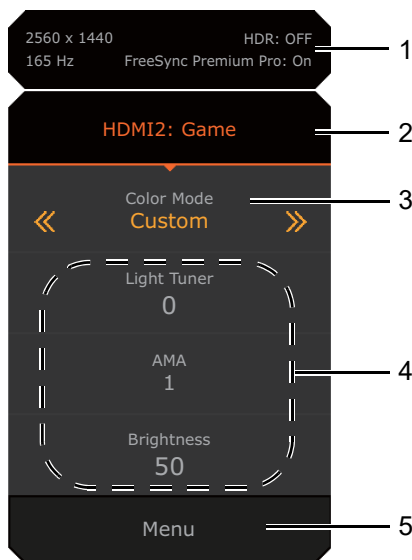 2560 x 1440 HDR: OFF
165 Hz FreeSync Premium Pro: On
1
HDMI2: Game
2
Color Mode
3
Custom
Light Tuner
0
AMA
1
4
Brightness
50
Menu
5